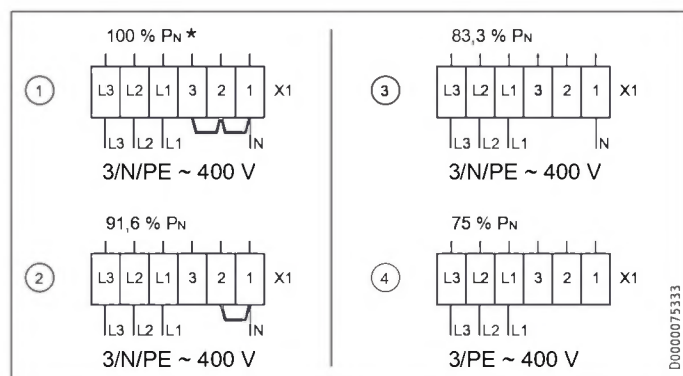 100 % PN *
1 L3 L2 L1 3 2 1 X1
L3 L2 L1 N
3/N/PE ~ 400 V
91,6 % PN
2 L3 L2 L1 3 2 1 X1
L3 L2 L1 N
3/N/PE ~ 400 V
83,3 % PN
3 L3 L2 L1 3 2 1 X1
L3 L2 L1 N
3/N/PE ~ 400 V
75 % PN
4 L3 L2 L1 3 2 1 X1
L3 L2 L1
3/PE ~ 400 V
D0000075333